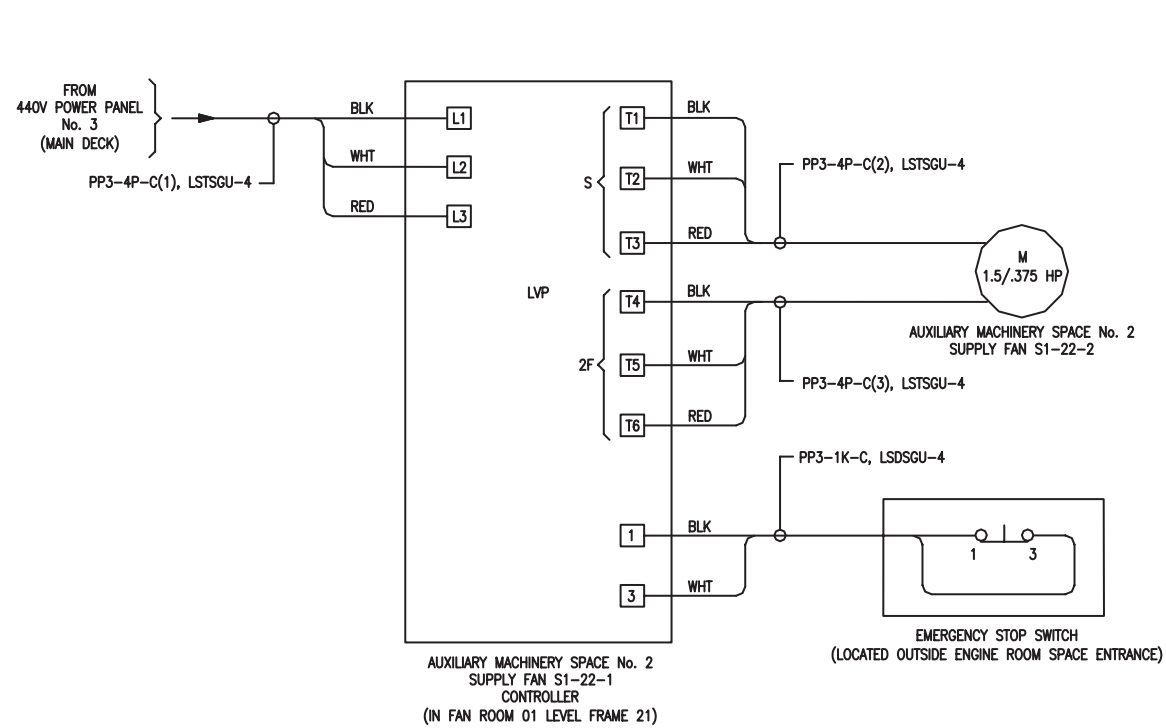 FROM
440V POWER PANEL
No. 3
(MAIN DECK)
PP3-4P-C(1), LSTSGU-4
BLK
WHT
RED
L1
L2
L3
LVP
S
2F
T1
T2
T3
T4
T5
T6
1
3
BLK
WHT
RED
BLK
WHT
RED
BLK
WHT
PP3-4P-C(2), LSTSGU-4
M
1.5/.375 HP
AUXILIARY MACHINERY SPACE No. 2
SUPPLY FAN S1-22-2
PP3-4P-C(3), LSTSGU-4
PP3-1K-C, LSDSGU-4
1
3
EMERGENCY STOP SWITCH
(LOCATED OUTSIDE ENGINE ROOM SPACE ENTRANCE)
AUXILIARY MACHINERY SPACE No. 2
SUPPLY FAN S1-22-1
CONTROLLER
(IN FAN ROOM 01 LEVEL FRAME 21)